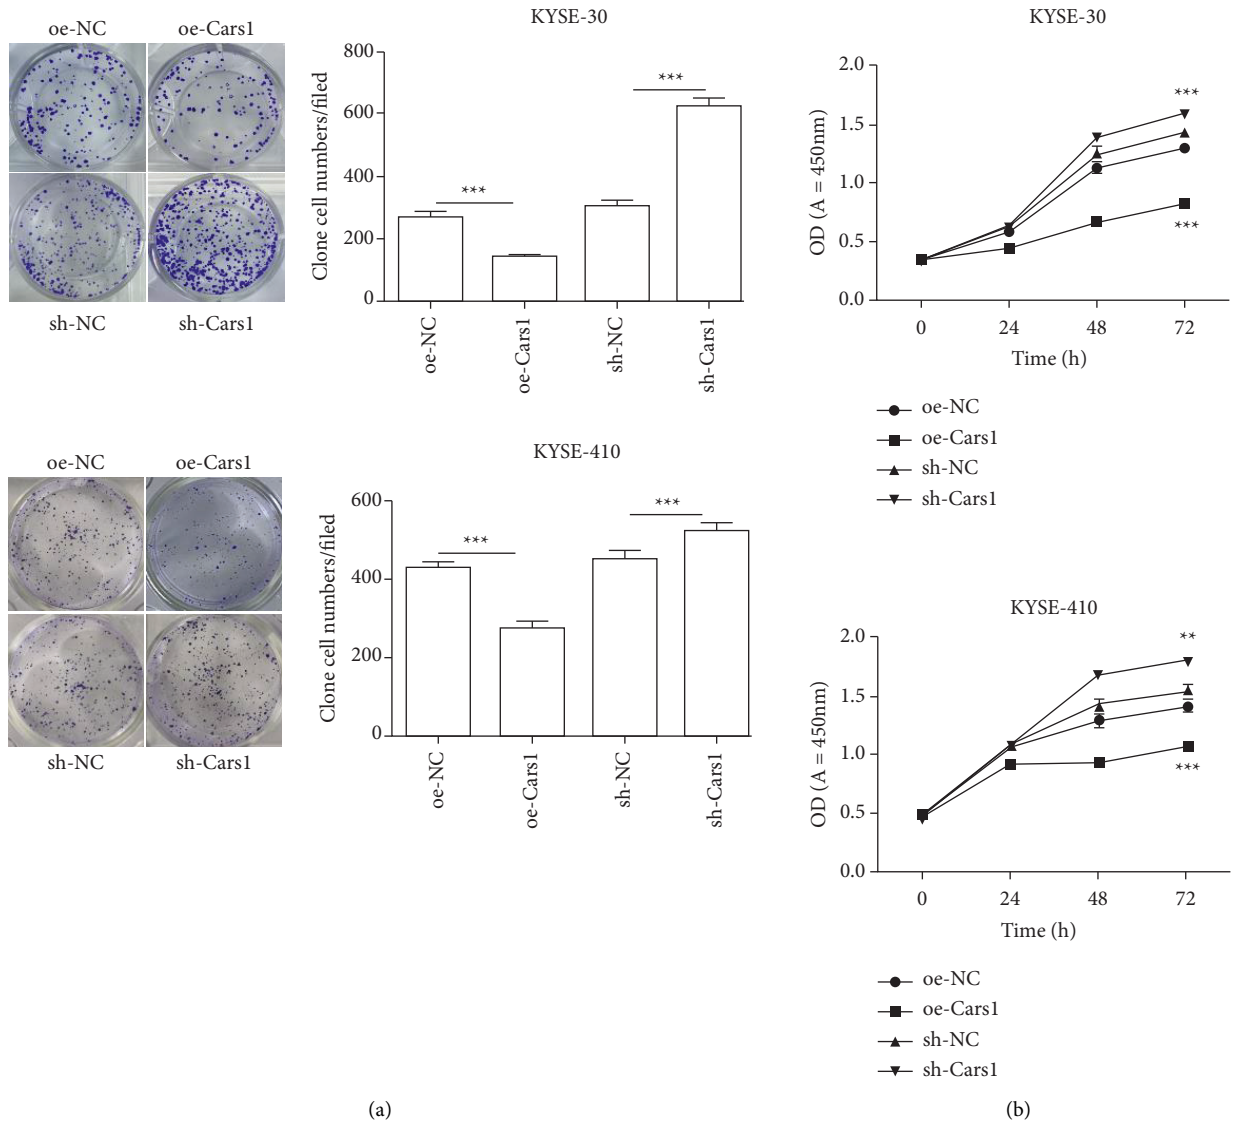 oe-NC
oe-Cars1
sh-NC
sh-Cars1
KYSE-30
Clone cell numbers/filed
800
600
400
200
0
***
***
oe-NC
oe-Cars1
sh-NC
sh-Cars1
KYSE-30
OD (A = 450nm)
2.0
1.5
1.0
0.5
0.0
***
***
0 24 48 72
Time (h)
oe-NC
oe-Cars1
sh-NC
sh-Cars1
oe-NC
oe-Cars1
sh-NC
sh-Cars1
KYSE-410
Clone cell numbers/filed
600
400
200
0
***
***
oe-NC
oe-Cars1
sh-NC
sh-Cars1
KYSE-410
OD (A = 450nm)
2.0
1.5
1.0
0.5
0.0
**
***
0 24 48 72
Time (h)
oe-NC
oe-Cars1
sh-NC
sh-Cars1
(a)
(b)